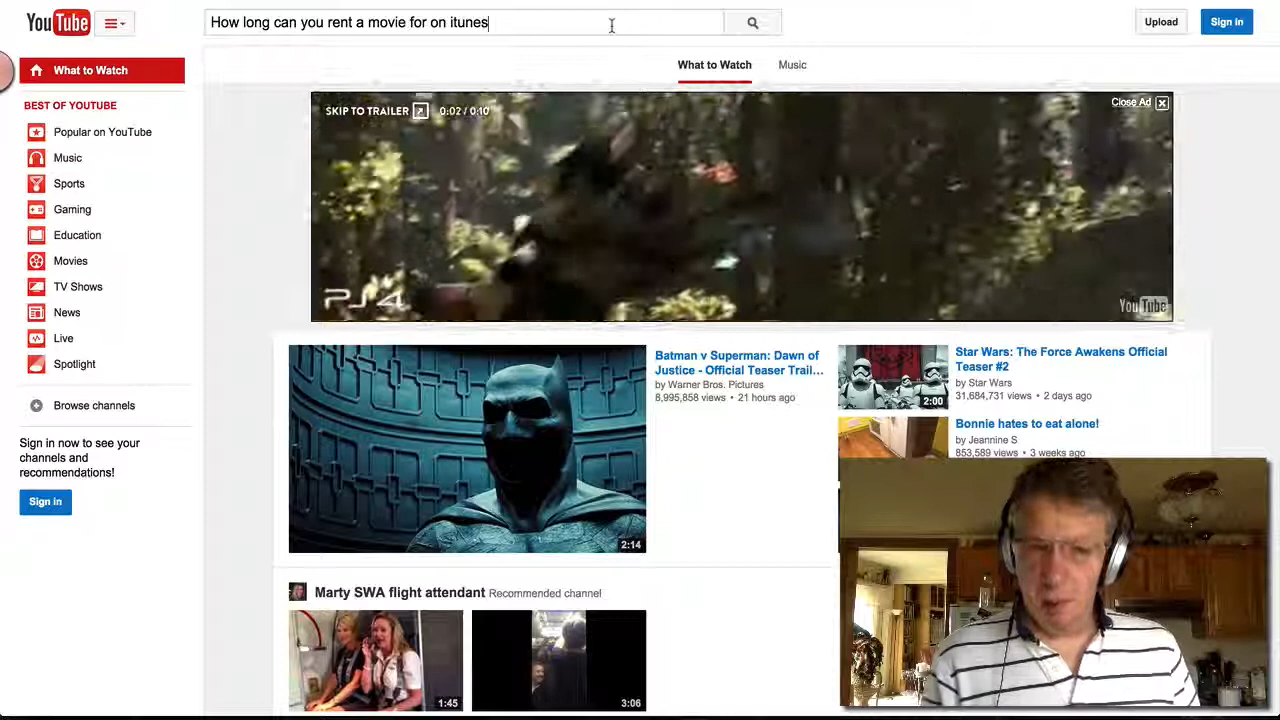 YouTube
How long can you rent a movie for on itunes
Upload
Sign in
What to Watch
BEST OF YOUTUBE
Popular on YouTube
Music
Sports
Gaming
Education
Movies
TV Shows
News
Live
Spotlight
Browse channels
Sign in now to see your
channels and
recommendations!
Sign in
What to Watch
Music
SKIP TO TRAILER 0:02 / 0:10
Close Ad
PS4
YouTube
2:14
Batman v Superman: Dawn of
Justice - Official Teaser Trail...
by Warner Bros. Pictures
8,995,858 views • 21 hours ago
2:00
Star Wars: The Force Awakens Official
Teaser #2
by Star Wars
31,684,731 views • 2 days ago
Bonnie hates to eat alone!
by Jeannine S
853,589 views • 3 weeks ago
Marty SWA flight attendant Recommended channel
1:45
3:06